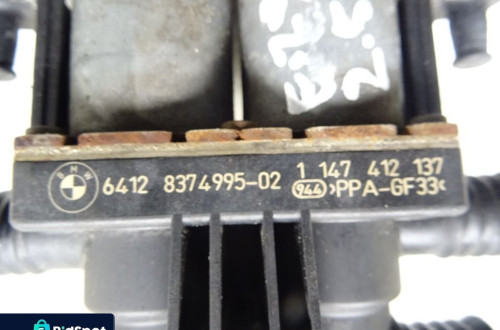 BMW
6412 8374995-02
1 147 412 137
944 >PPA-GF33<
BidSpot